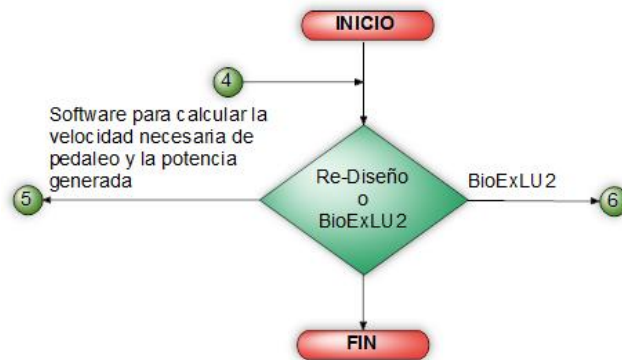 INICIO
4
Software para calcular la
velocidad necesaria de
pedaleo y la potencia
generada
Re-Diseño
o
BioExLU2
BioExLU2
5
6
FIN